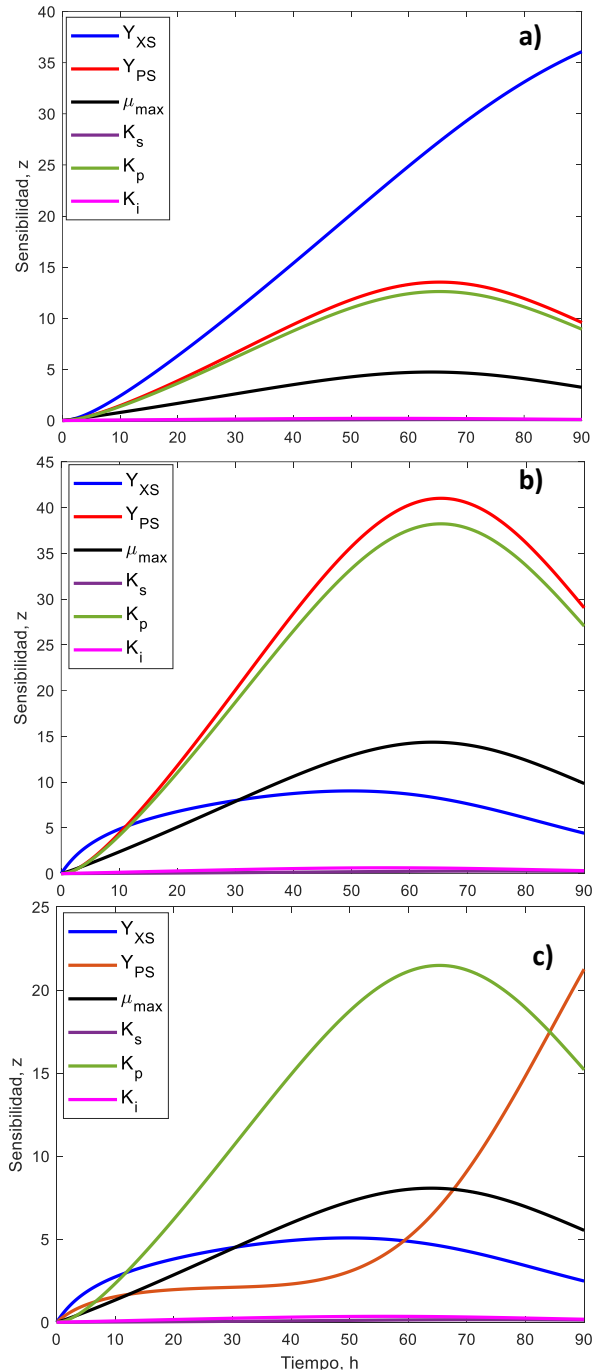 a)
40
35
30
25
20
15
10
5
0
Sensibilidad, z
Y_XS
Y_PS
μ_max
K_s
K_p
K_i
0 10 20 30 40 50 60 70 80 90
b)
45
40
35
30
25
20
15
10
5
0
Sensibilidad, z
Y_XS
Y_PS
μ_max
K_s
K_p
K_i
0 10 20 30 40 50 60 70 80 90
c)
25
20
15
10
5
0
Sensibilidad, z
Y_XS
Y_PS
μ_max
K_s
K_p
K_i
0 10 20 30 40 50 60 70 80 90
Tiempo, h